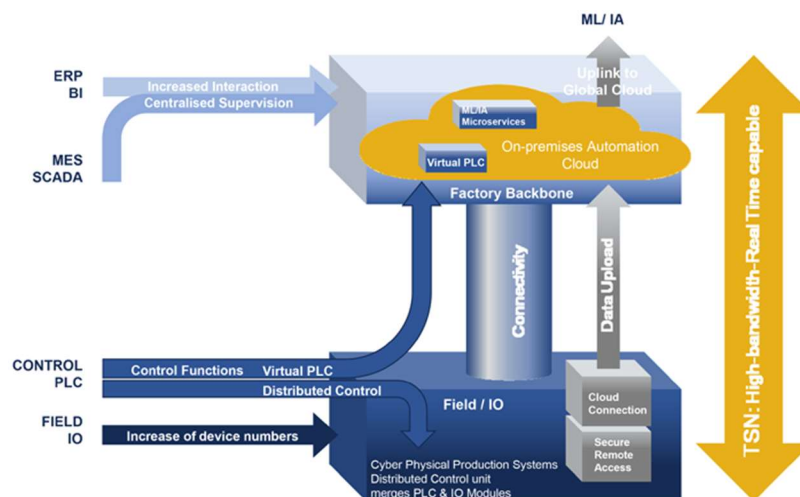 ML/ IA
Uplink to
Global Cloud
ERP
BI
Increased Interaction
Centralised Supervision
MES
SCADA
ML/IA
Microservices
On-premises Automation
Cloud
Virtual PLC
Factory Backbone
Connectivity
Data Upload
TSN: High-bandwidth-Real Time capable
CONTROL
PLC
Control Functions
Virtual PLC
Distributed Control
FIELD
IO
Increase of device numbers
Field / IO
Cloud
Connection
Secure
Remote
Access
Cyber Physical Production Systems
Distributed Control unit
merges PLC & IO Modules